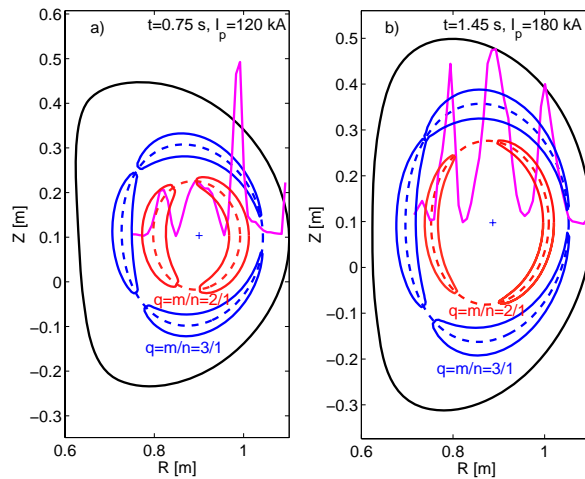 a)
t=0.75 s, I_p=120 kA
Z [m]
0.5
0.4
0.3
0.2
0.1
0
−0.1
−0.2
−0.3
q=m/n=2/1
q=m/n=3/1
0.6
0.8
1
R [m]
b)
t=1.45 s, I_p=180 kA
Z [m]
0.5
0.4
0.3
0.2
0.1
0
−0.1
−0.2
−0.3
q=m/n=2/1
q=m/n=3/1
0.6
0.8
1
R [m]